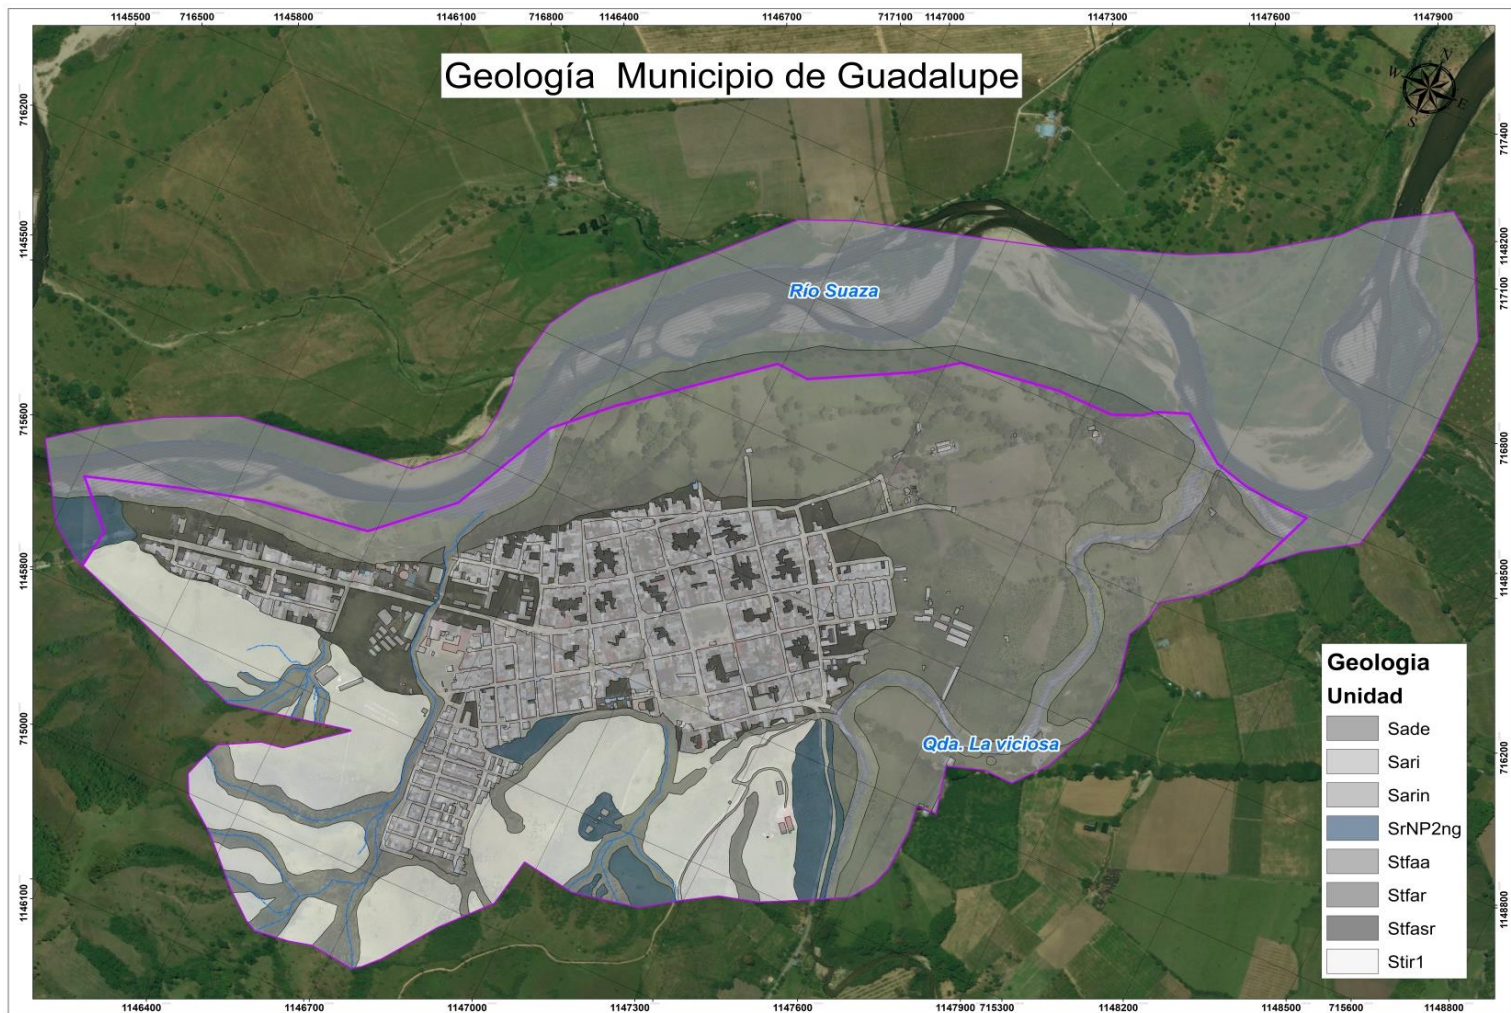 1145500 716500 1145800 1146100 716800 1146400 1146700 717100 1147000 1147300 1147600 1147900
Geología Municipio de Guadalupe
N
W
E
S
716200
1145500
715600
1145800
715000
1146100
717400
1148200
717100
716800
1148500
716200
1148800
Río Suaza
Qda. La viciosa
Geologia
Unidad
Sade
Sari
Sarin
SrNP2ng
Stfaa
Stfar
Stfasr
Stir1
1146400 1146700 1147000 1147300 1147600 1147900 715300 1148200 1148500 715600 1148800